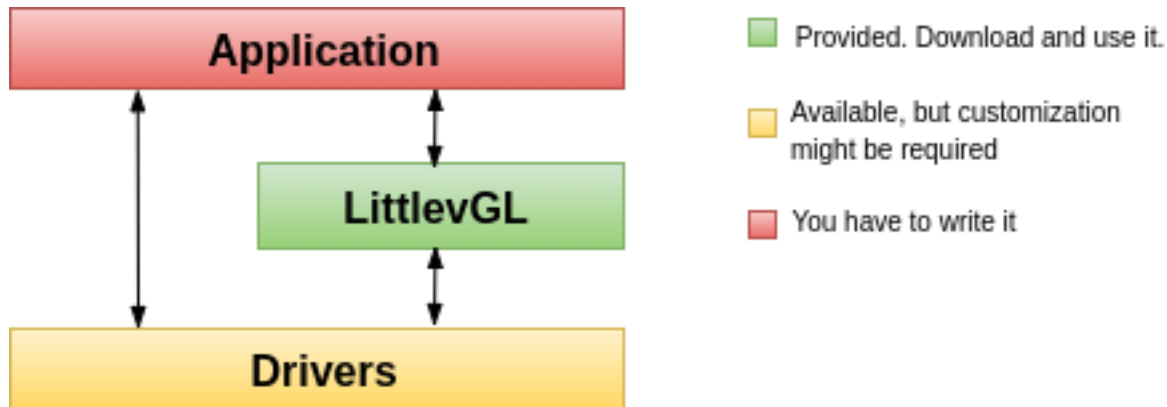 Application
LittlevGL
Drivers
Provided. Download and use it.
Available, but customization
might be required
You have to write it